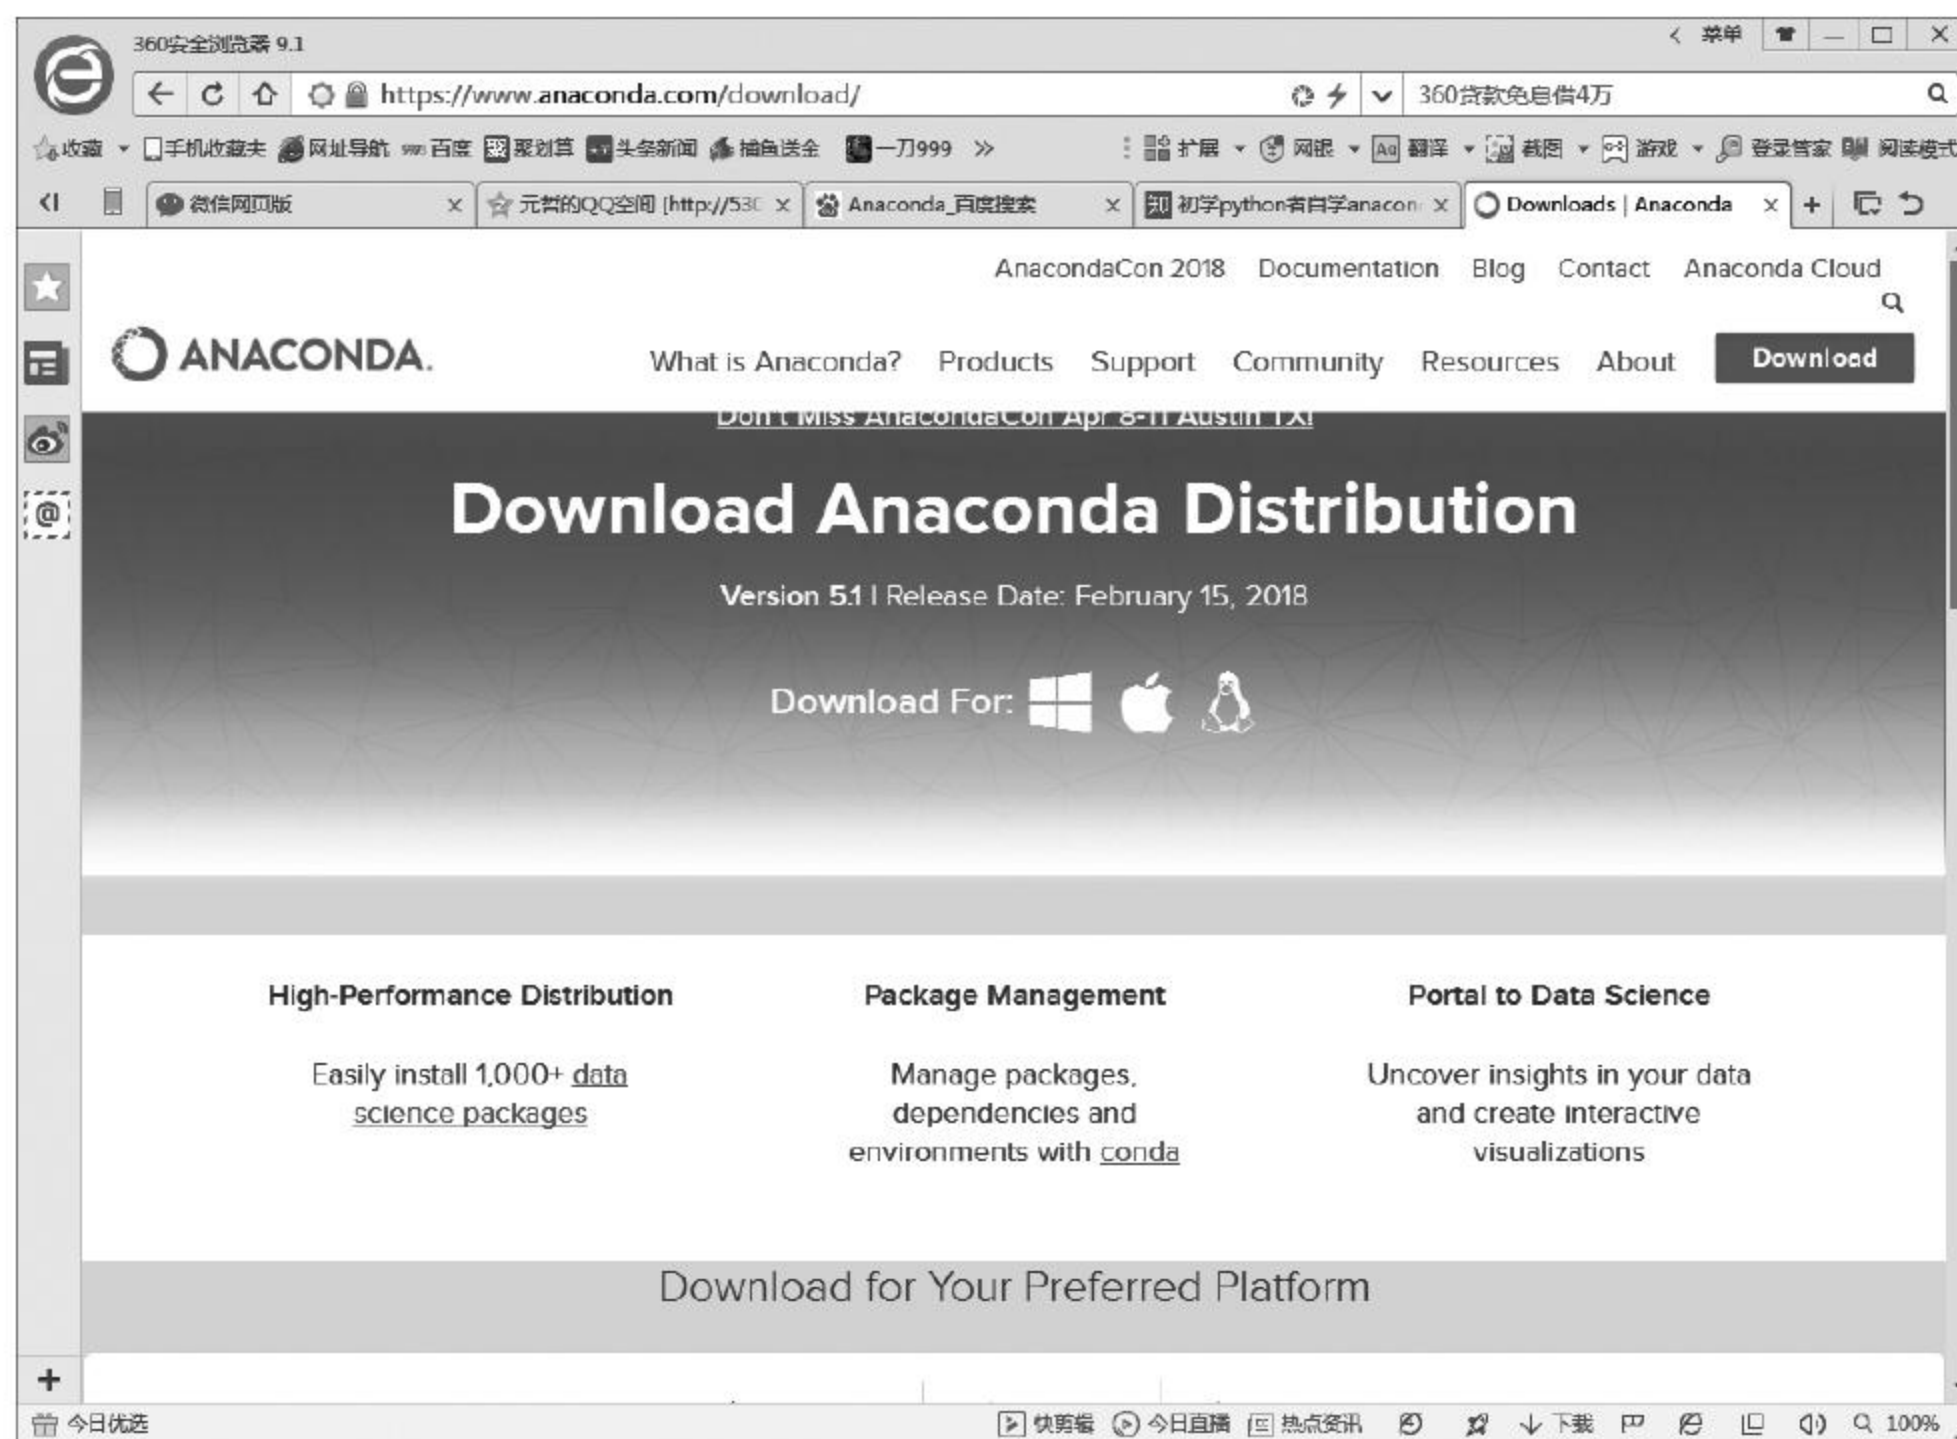 360安全浏览器 9.1
菜单
https://www.anaconda.com/download/
360贷款免息借4万
收藏 手机收藏夹 网址导航 百度 聚划算 头条新闻 捕鱼送金 一刀999 扩展 网银 翻译 截图 游戏 登录管家 阅读模式
微信网页版 元哲的QQ空间 [http://530 Anaconda_百度搜索 初学python者自学anacon Downloads | Anaconda
AnacondaCon 2018 Documentation Blog Contact Anaconda Cloud
ANACONDA. What is Anaconda? Products Support Community Resources About Download
Don't Miss AnacondaCon Apr 8-11 Austin TX!
Download Anaconda Distribution
Version 5.1 | Release Date: February 15, 2018
Download For:
High-Performance Distribution
Easily install 1,000+ data
science packages
Package Management
Manage packages,
dependencies and
environments with conda
Portal to Data Science
Uncover insights in your data
and create interactive
visualizations
Download for Your Preferred Platform
今日优选 快剪辑 今日直播 热点资讯 下载 100%